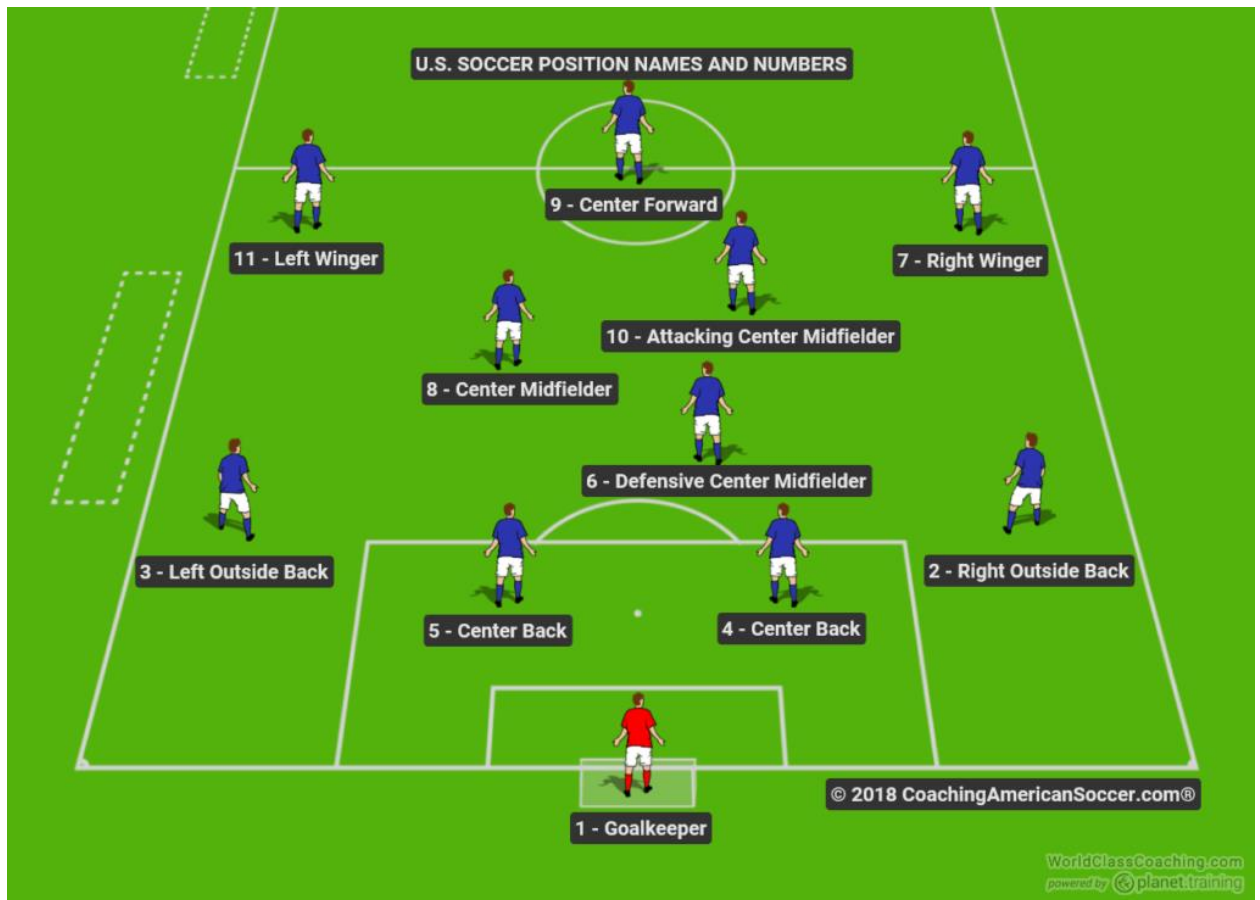 U.S. SOCCER POSITION NAMES AND NUMBERS
9 - Center Forward
11 - Left Winger
7 - Right Winger
10 - Attacking Center Midfielder
8 - Center Midfielder
6 - Defensive Center Midfielder
3 - Left Outside Back
2 - Right Outside Back
5 - Center Back
4 - Center Back
© 2018 CoachingAmericanSoccer.com®
1 - Goalkeeper
WorldClassCoaching.com
powered by planet.training